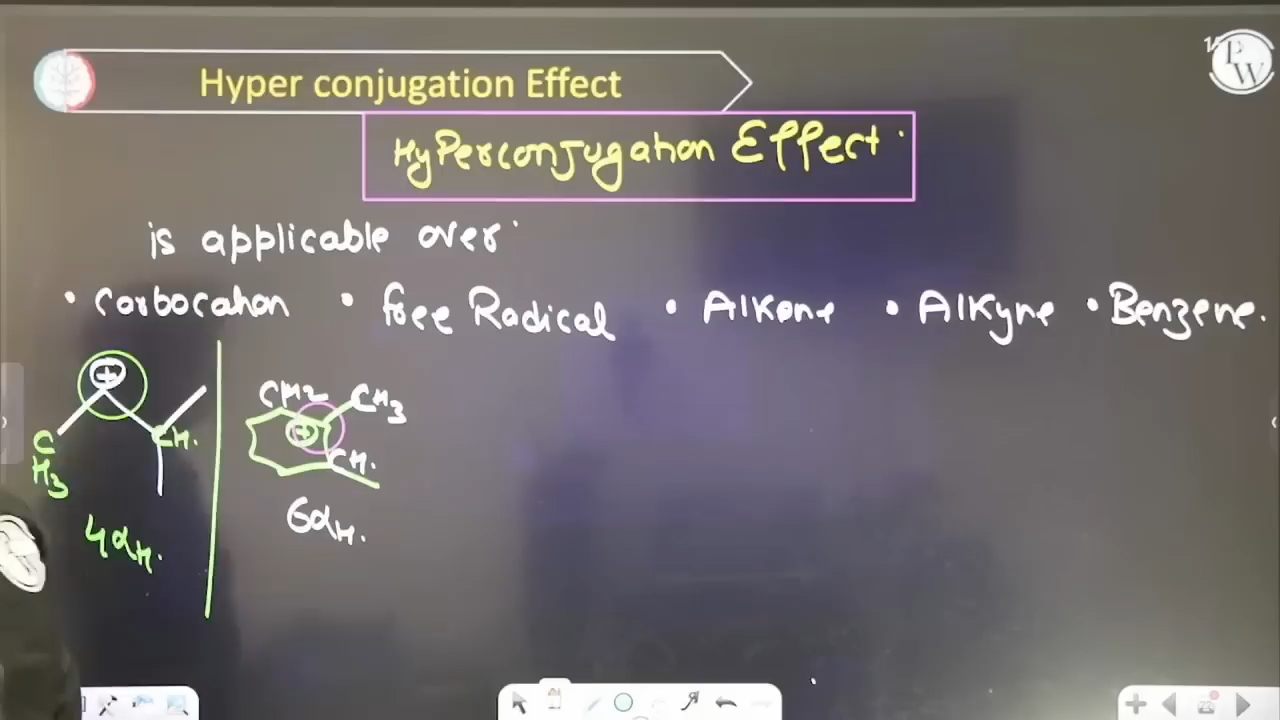 Hyper conjugation Effect
PW
HyPerconjugation Effect.
is applicable over
• Carbocation • free Radical • Alkene • Alkyne • Benzene.
+
CH3
CH.
4αH.
CH2
CH3
+
CH.
6αH.